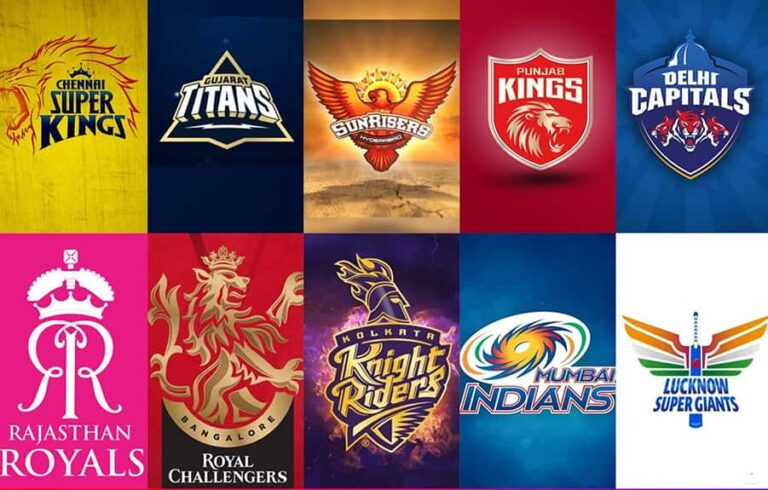 CHENNAI
SUPER
KINGS
GUJARAT
TITANS
SUNRISERS
HYDERABAD
PUNJAB
KINGS
DELHI
CAPITALS
RAJASTHAN
ROYALS
BANGALORE
ROYAL
CHALLENGERS
KOLKATA
Knight
Riders
MUMBAI
INDIANS
LUCKNOW
SUPER GIANTS